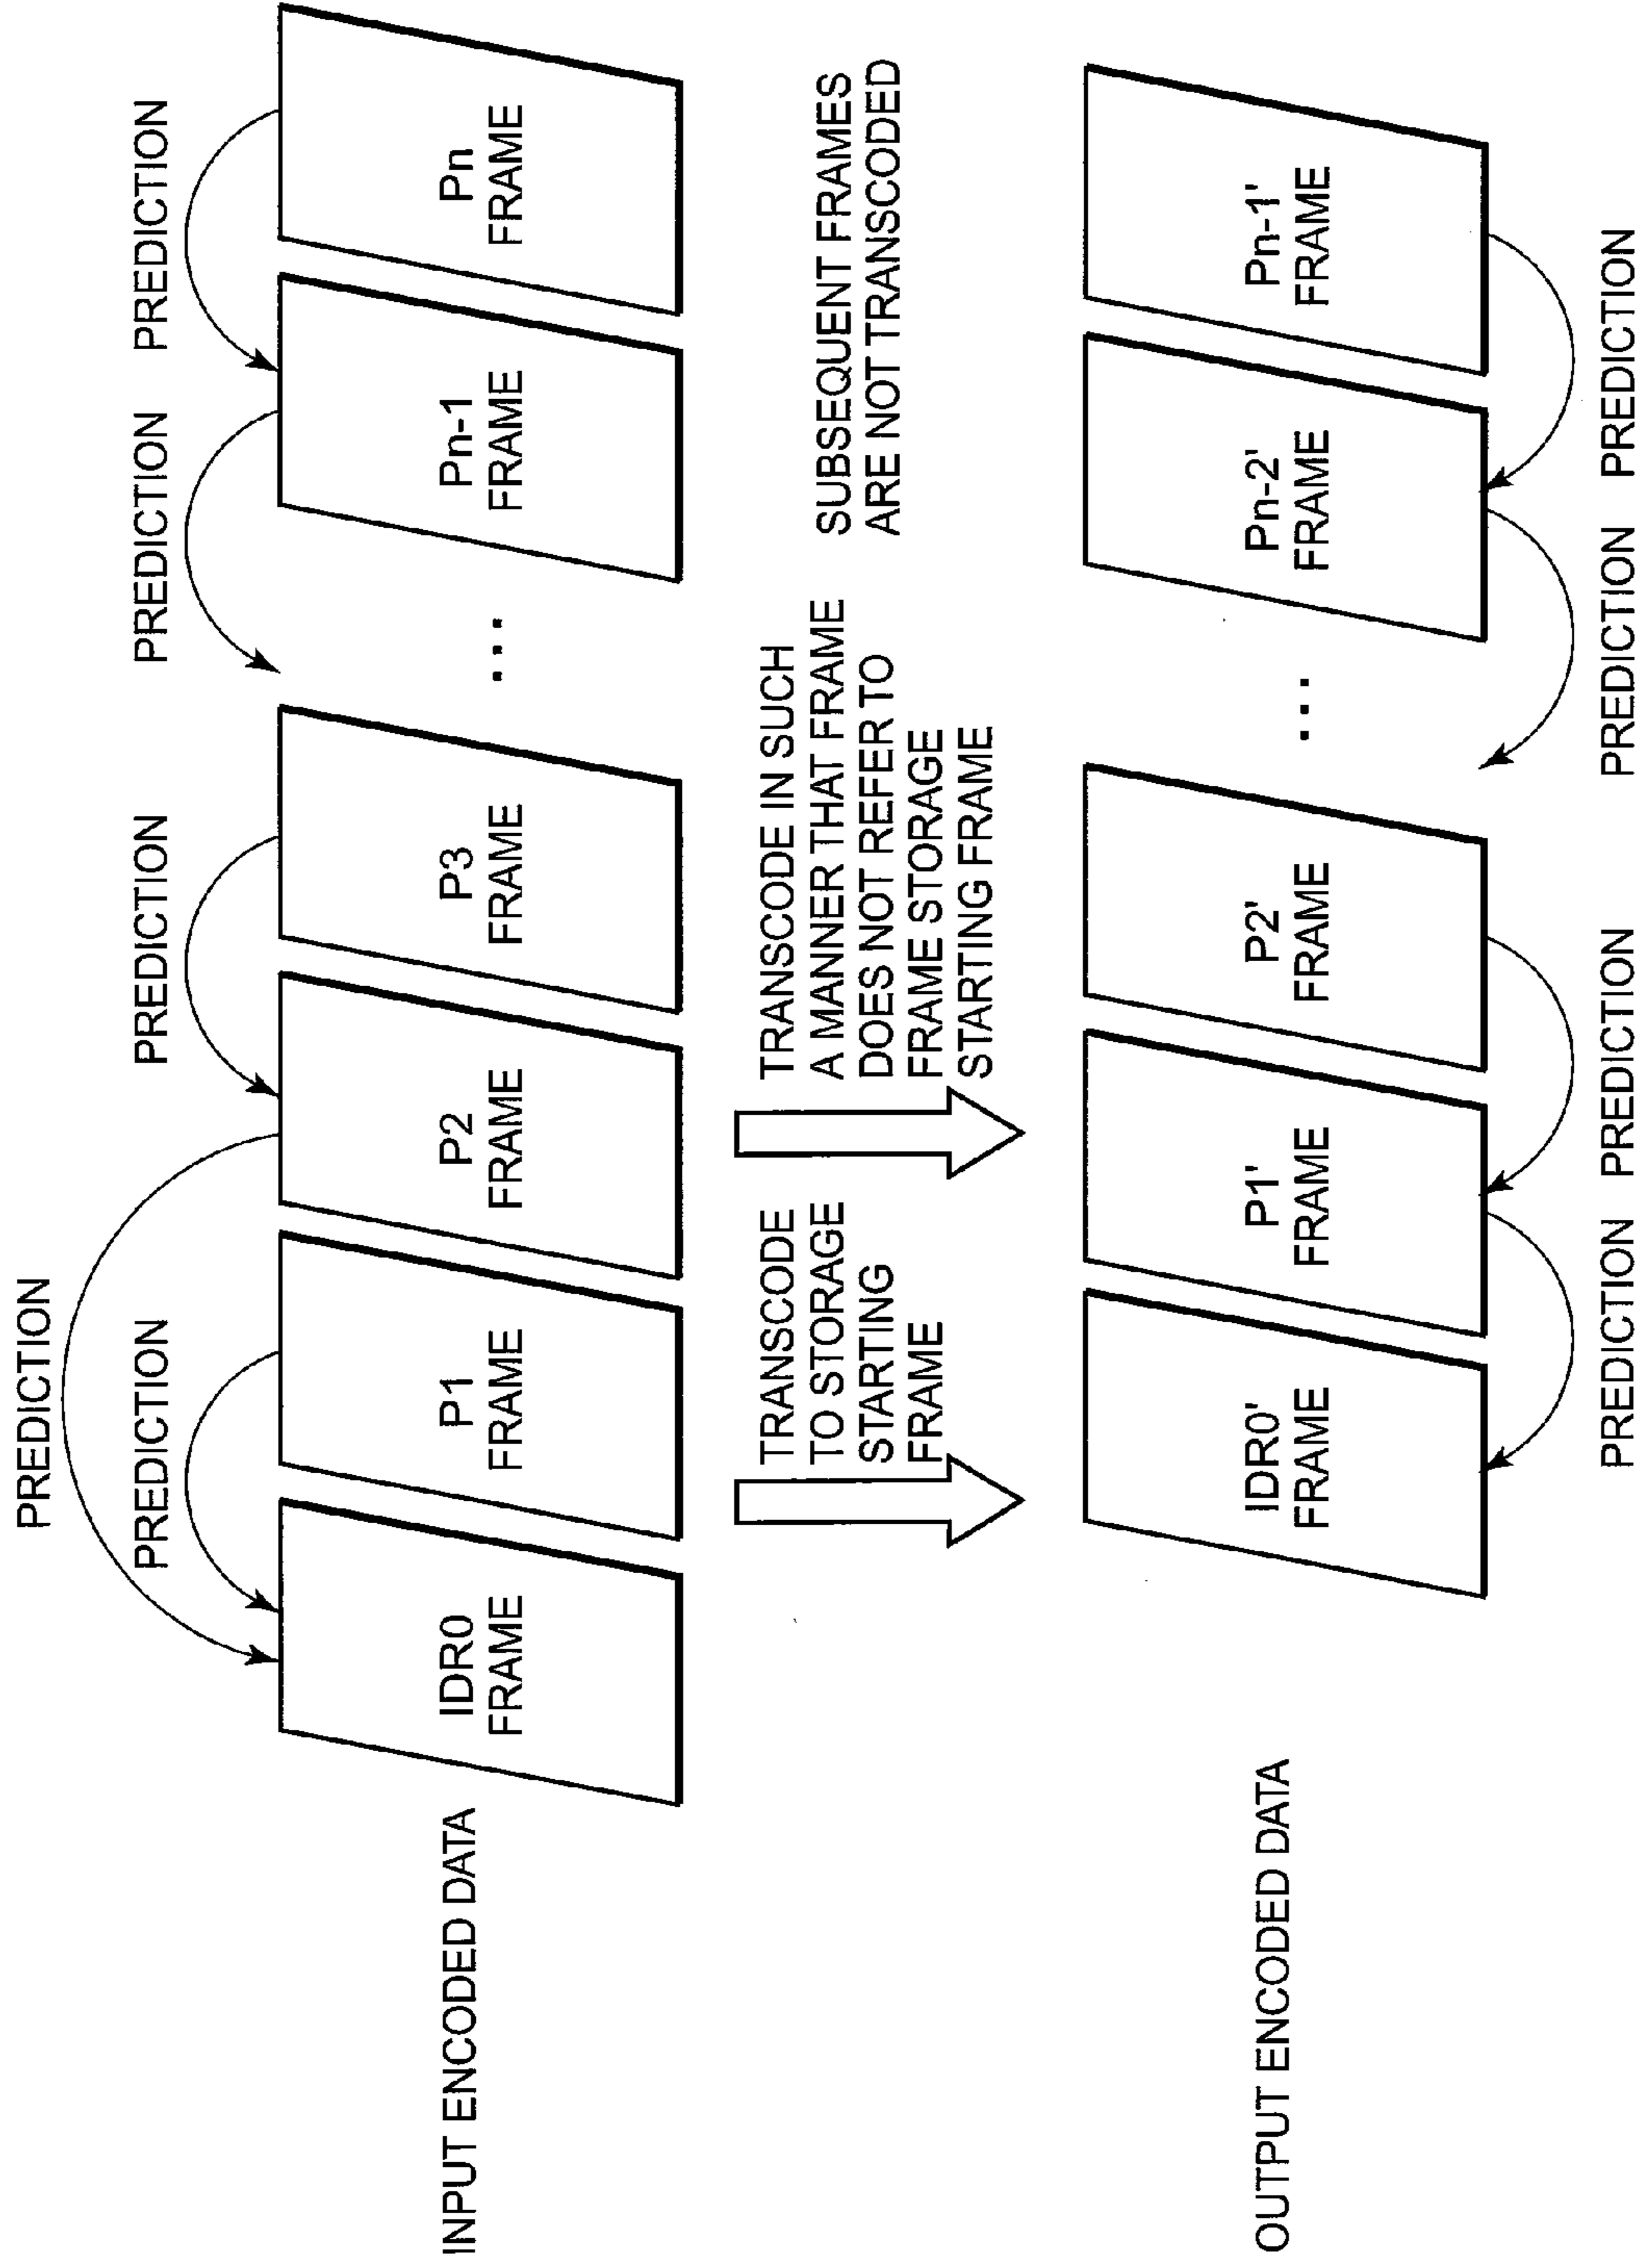 PREDICTION
PREDICTION
PREDICTION
PREDICTION
PREDICTION
INPUT ENCODED DATA
IDR0
FRAME
P1
FRAME
P2
FRAME
P3
FRAME
...
Pn-1
FRAME
Pn
FRAME
TRANSCODE
TO STORAGE
STARTING
FRAME
TRANSCODE IN SUCH
A MANNER THAT FRAME
DOES NOT REFER TO
FRAME STORAGE
STARTING FRAME
SUBSEQUENT FRAMES
ARE NOT TRANSCODED
OUTPUT ENCODED DATA
IDR0'
FRAME
P1'
FRAME
P2'
FRAME
...
Pn-2'
FRAME
Pn-1'
FRAME
PREDICTION
PREDICTION
PREDICTION
PREDICTION